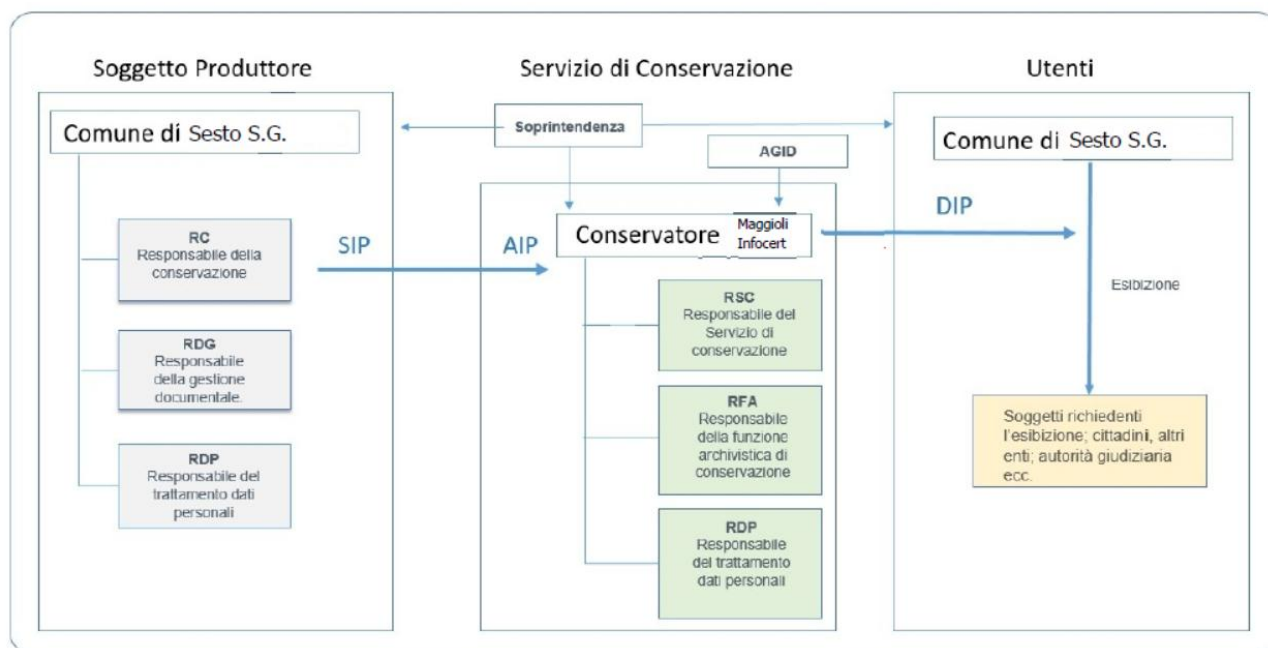 Soggetto Produttore
Servizio di Conservazione
Utenti
Comune di Sesto S.G.
RC
Responsabile della
conservazione
RDG
Responsabile
della gestione
documentale.
RDP
Responsabile del
trattamento dati
personali
SIP
Soprintendenza
AGID
AIP
Conservatore
Maggioli
Infocert
RSC
Responsabile del
Servizio di
conservazione
RFA
Responsabile
della funzione
archivistica di
conservazione
RDP
Responsabile
del trattamento
dati personali
DIP
Comune di Sesto S.G.
Esibizione
Soggetti richiedenti
l'esibizione; cittadini, altri
enti; autorità giudiziaria
ecc.